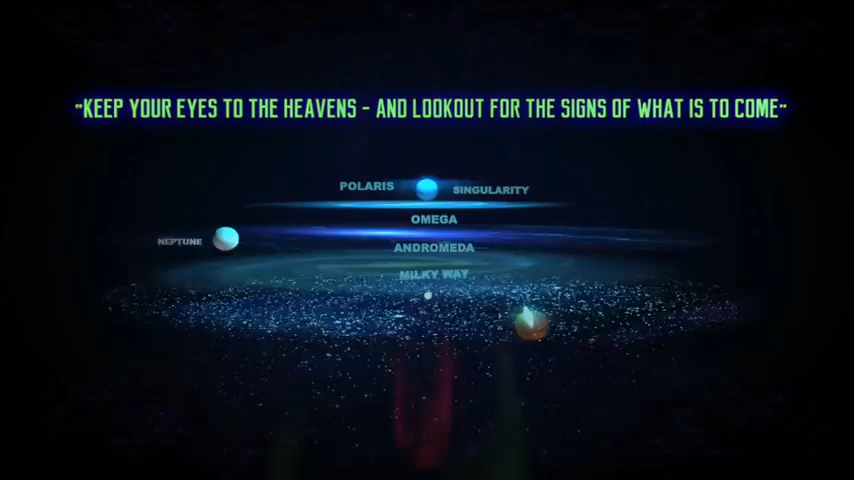 "KEEP YOUR EYES TO THE HEAVENS - AND LOOKOUT FOR THE SIGNS OF WHAT IS TO COME"
POLARIS
SINGULARITY
OMEGA
NEPTUNE
ANDROMEDA
MILKY WAY